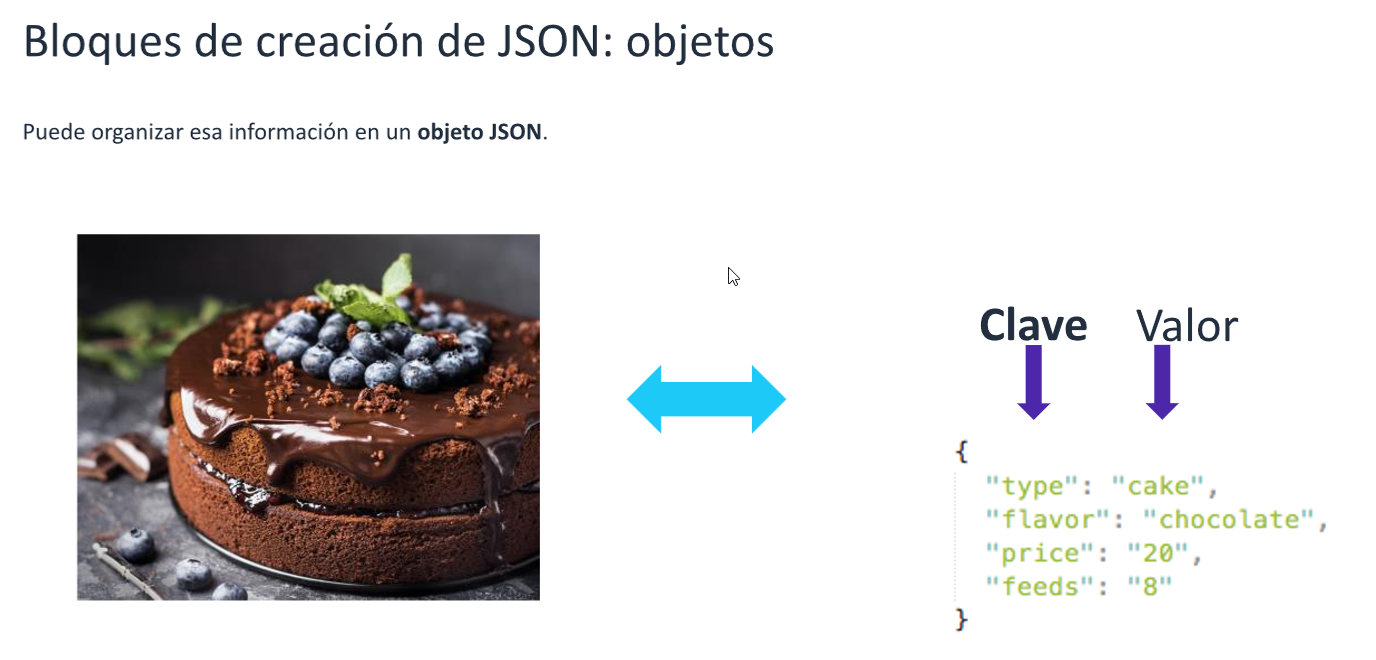 Bloques de creación de JSON: objetos
Puede organizar esa información en un objeto JSON.
Clave Valor
{
"type": "cake",
"flavor": "chocolate",
"price": "20",
"feeds": "8"
}